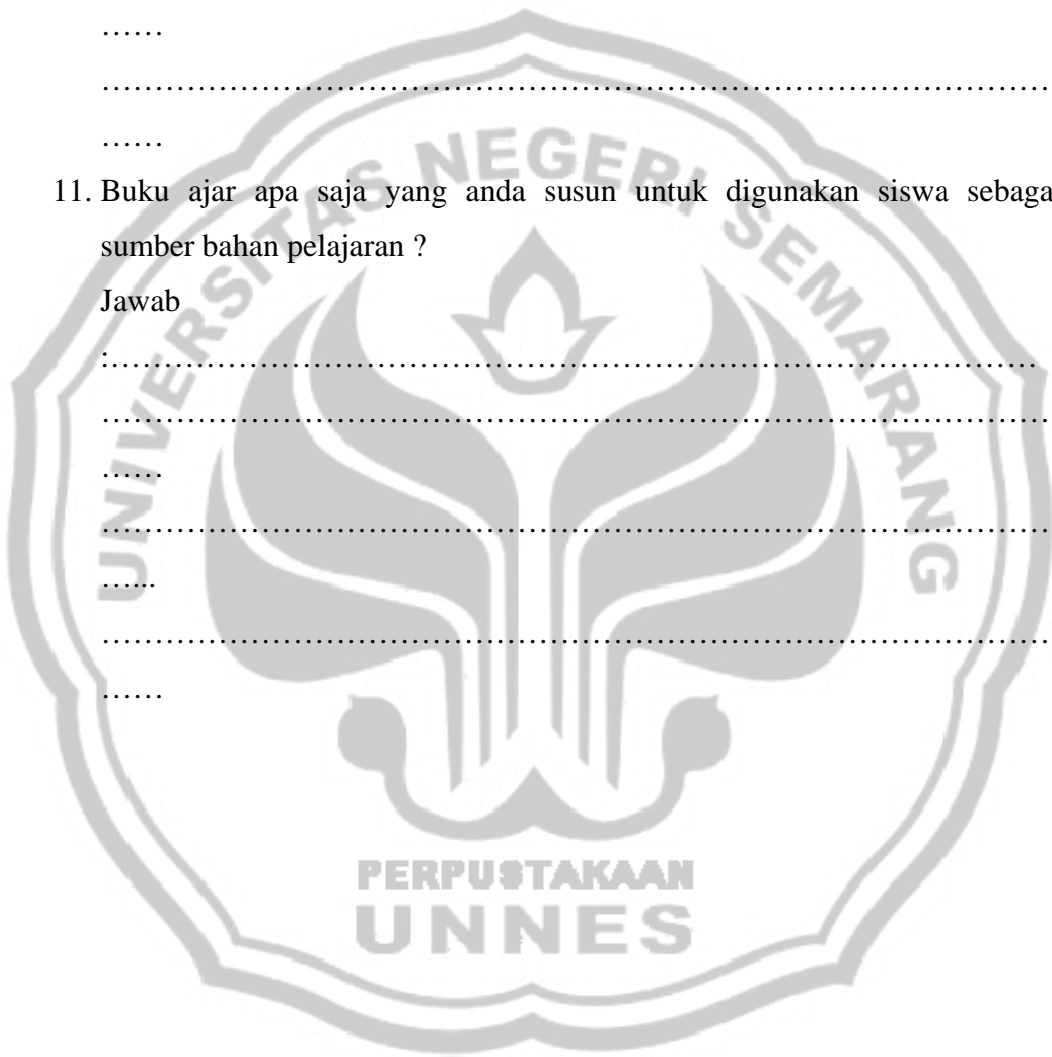 ……
……………………………………………………………………………
……
11. Buku ajar apa saja yang anda susun untuk digunakan siswa sebaga
sumber bahan pelajaran ?
Jawab
:…………………………………………………………………………
……………………………………………………………………………
……
……………………………………………………………………………
…...
……………………………………………………………………………
……
UNIVERSITAS NEGERI SEMARANG
PERPUSTAKAAN
UNNES